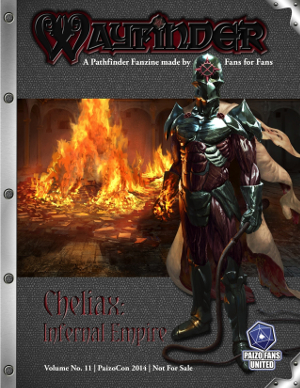 Wayfinder
A Pathfinder Fanzine made by Fans for Fans
Cheliax:
Infernal Empire
PAIZO FANS
UNITED
Volume No. 11 | PaizoCon 2014 | Not For Sale